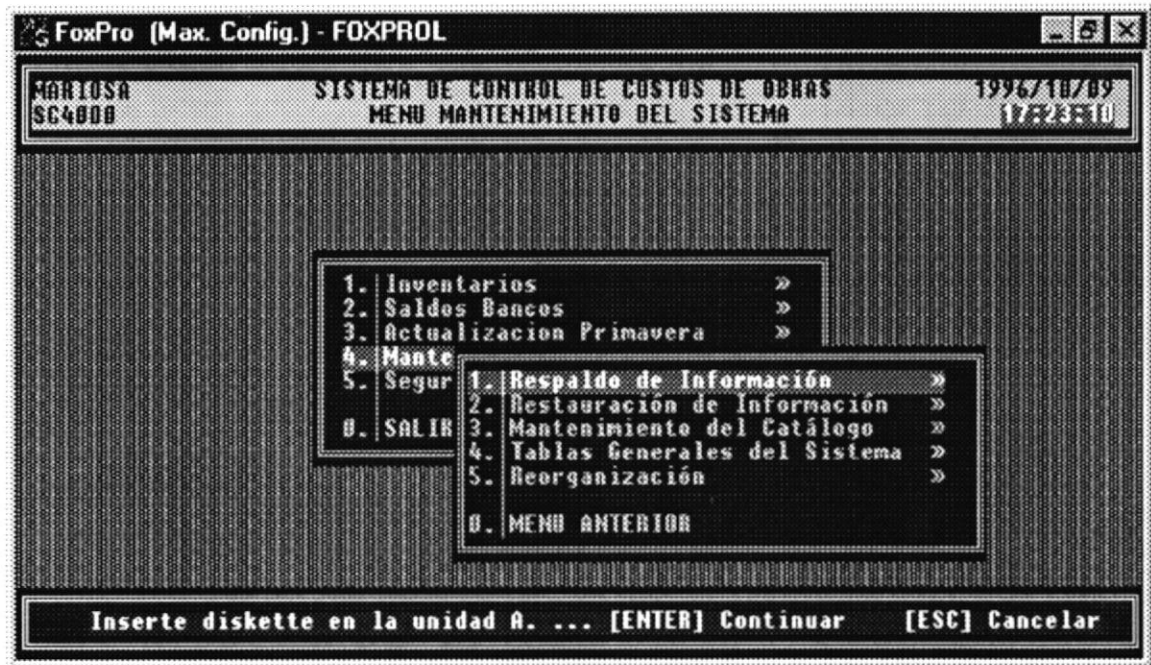 FoxPro (Max. Config.) - FOXPROL
MARIOSA SISTEMA DE CONTROL DE COSTOS DE OBRAS 1996/10/09
SC4000 MENU MANTENIMIENTO DEL SISTEMA 17:23:10
1. Inventarios »
2. Saldos Bancos »
3. Actualizacion Primavera »
4. Mante
5. Segur
0. SALIR
1. Respaldo de Información »
2. Restauración de Información »
3. Mantenimiento del Catálogo »
4. Tablas Generales del Sistema »
5. Reorganización »
0. MENU ANTERIOR
Inserte diskette en la unidad A. ... [ENTER] Continuar [ESC] Cancelar